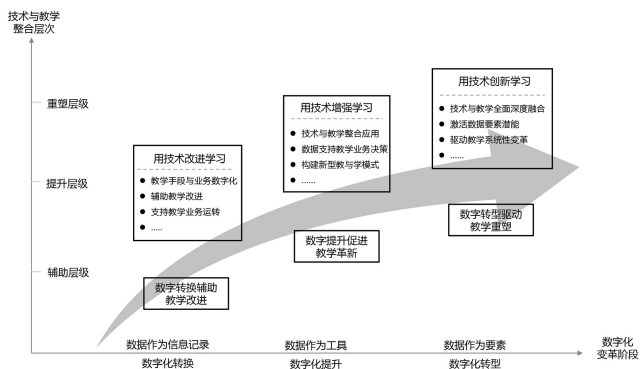 技术与教学
整合层次
重塑层级
提升层级
辅助层级
用技术改进学习
● 教学手段与业务数字化
● 辅助教学改进
● 支持教学业务运转
● .....
用技术增强学习
● 技术与教学整合应用
● 数据支持教学业务决策
● 构建新型教与学模式
● ......
用技术创新学习
● 技术与教学全面深度融合
● 激活数据要素潜能
● 驱动教学系统性变革
● ......
数字转换辅助
教学改进
数字提升促进
教学革新
数字转型驱动
教学重塑
数据作为信息记录
数据作为工具
数据作为要素
数字化转换
数字化提升
数字化转型
数字化
变革阶段